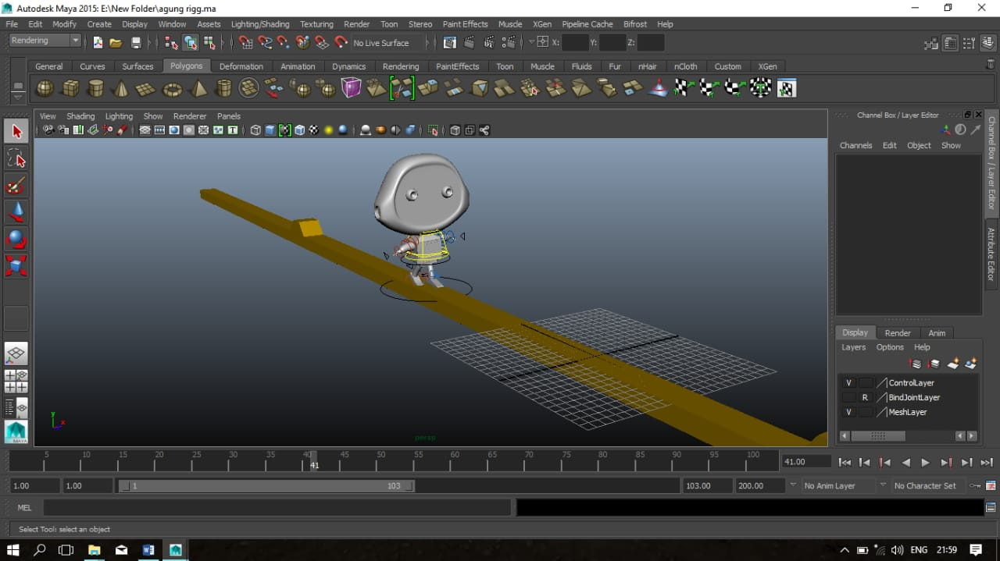 Autodesk Maya 2015: E:\New Folder\agung rigg.ma
File Edit Modify Create Display Window Assets Lighting/Shading Texturing Render Toon Stereo Paint Effects Muscle XGen Pipeline Cache Bifrost Help
Rendering No Live Surface X: Y: Z:
General Curves Surfaces Polygons Deformation Animation Dynamics Rendering PaintEffects Toon Muscle Fluids Fur nHair nCloth Custom XGen
View Shading Lighting Show Renderer Panels
Channel Box / Layer Editor
Channels Edit Object Show
Channel Box / Layer Editor
Attribute Editor
persp
y
x
Display Render Anim
Layers Options Help
V ControlLayer
R BindJointLayer
V MeshLayer
MAYA
5 10 15 20 25 30 35 40 45 50 55 60 65 70 75 80 85 90 95 100
41
41.00
1.00 1.00 1 103 103.00 200.00 No Anim Layer No Character Set
MEL
Select Tool: select an object
ENG 21:59